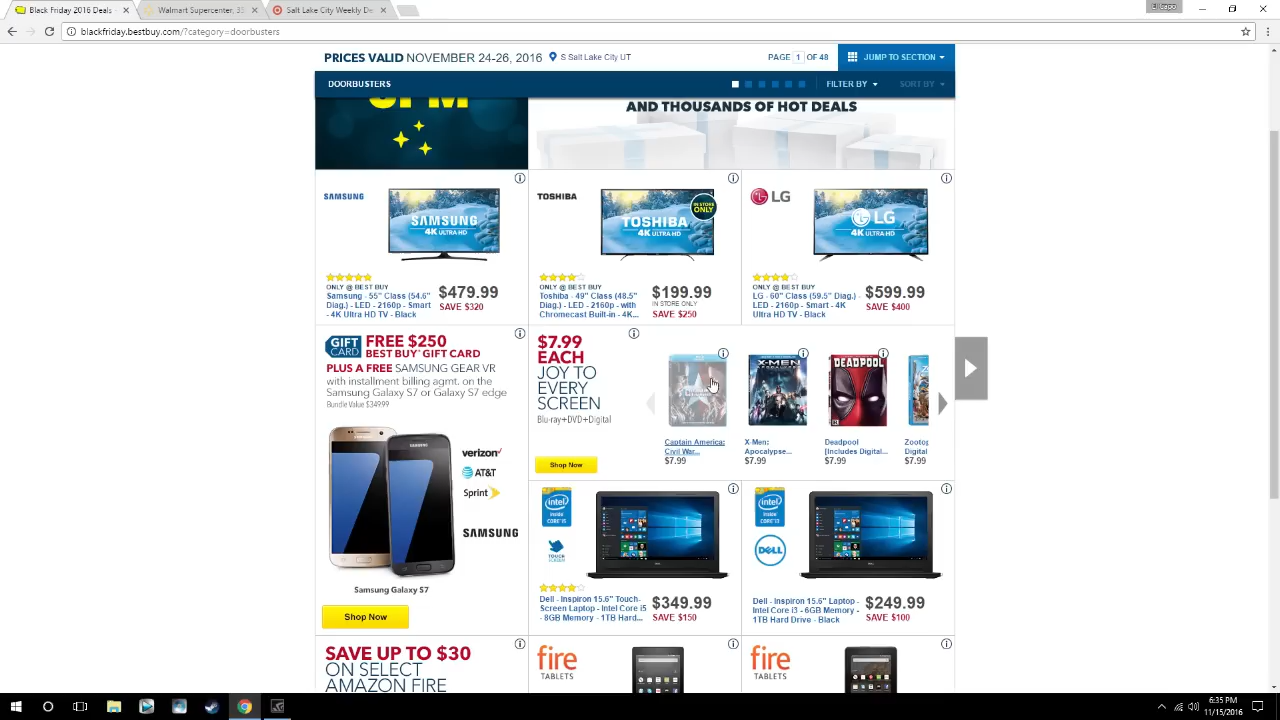 Black Friday 2016 Deals
Walmart Supercenter 35
Salt Lake City Weekly De
blackfriday.bestbuy.com/?category=doorbusters
PRICES VALID NOVEMBER 24-26, 2016 S Salt Lake City UT
PAGE 1 OF 48
JUMP TO SECTION
DOORBUSTERS
FILTER BY
SORT BY
5PM
AND THOUSANDS OF HOT DEALS
SAMSUNG
SAMSUNG
4K ULTRA-HD
ONLY @ BEST BUY
Samsung - 55" Class (54.6"
Diag.) - LED - 2160p - Smart
- 4K Ultra HD TV - Black
$479.99
SAVE $320
TOSHIBA
IN STORE
ONLY
TOSHIBA
4K ULTRA-HD
ONLY @ BEST BUY
Toshiba - 49" Class (48.5"
Diag.) - LED - 2160p - with
Chromecast Built-in - 4K...
$199.99
IN STORE ONLY
SAVE $250
LG
LG
4K ULTRA-HD
ONLY @ BEST BUY
LG - 60" Class (59.5" Diag.) -
LED - 2160p - Smart - 4K
Ultra HD TV - Black
$599.99
SAVE $400
GIFT
CARD
FREE $250
BEST BUY GIFT CARD
PLUS A FREE SAMSUNG GEAR VR
with installment billing agmt. on the
Samsung Galaxy S7 or Galaxy S7 edge
Bundle Value $349.99
verizon
AT&T
Sprint
SAMSUNG
Samsung Galaxy S7
Shop Now
$7.99
EACH
JOY TO
EVERY
SCREEN
Blu-ray+DVD+Digital
Shop Now
Captain America:
Civil War...
$7.99
X-MEN
X-Men:
Apocalypse...
$7.99
DEADPOOL
Deadpool
[Includes Digital...
$7.99
Zootop
Digital
$7.99
intel
inside
CORE i5
TOUCH
SCREEN
Dell - Inspiron 15.6" Touch-
Screen Laptop - Intel Core i5
- 8GB Memory - 1TB Hard...
$349.99
SAVE $150
intel
inside
CORE i3
DELL
Dell - Inspiron 15.6" Laptop -
Intel Core i3 - 6GB Memory -
1TB Hard Drive - Black
$249.99
SAVE $100
SAVE UP TO $30
ON SELECT
AMAZON FIRE
fire
TABLETS
fire
TABLETS
6:35 PM
11/15/2016